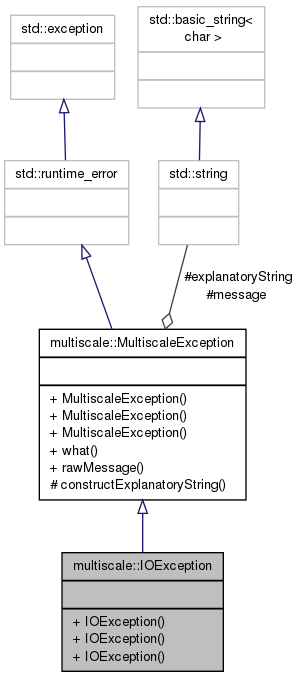 std::exception
std::basic_string<
char >
std::runtime_error
std::string
#explanatoryString
#message
multiscale::MultiscaleException
+ MultiscaleException()
+ MultiscaleException()
+ MultiscaleException()
+ what()
+ rawMessage()
# constructExplanatoryString()
multiscale::IOException
+ IOException()
+ IOException()
+ IOException()